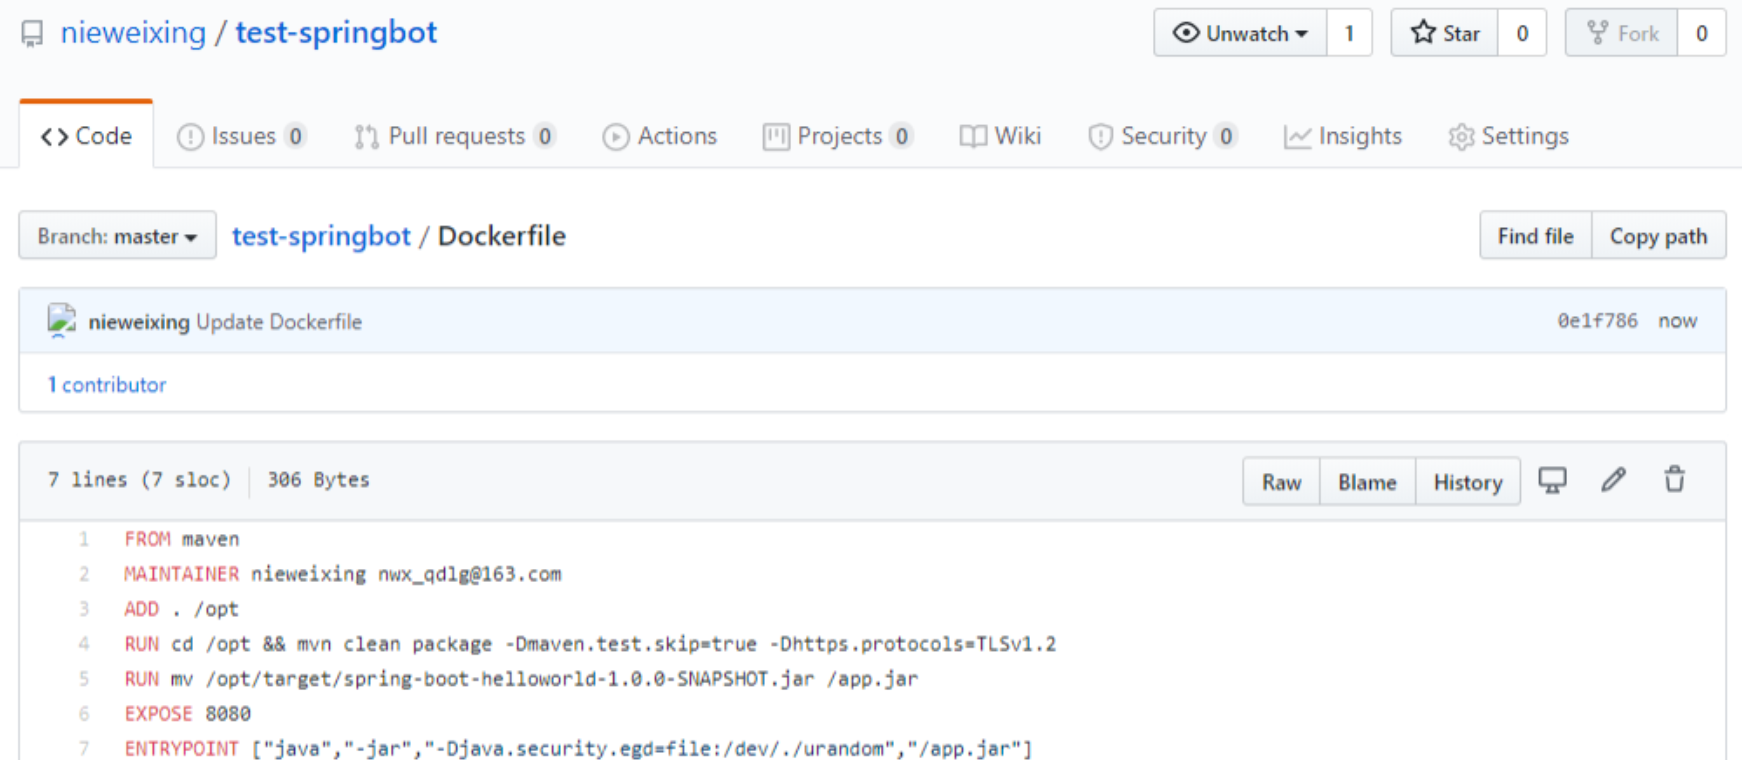 nieweixing / test-springbot
Unwatch 1 Star 0 Fork 0
Code Issues 0 Pull requests 0 Actions Projects 0 Wiki Security 0 Insights Settings
Branch: master test-springbot / Dockerfile Find file Copy path
nieweixing Update Dockerfile 0e1f786 now
1 contributor
7 lines (7 sloc) 306 Bytes Raw Blame History
1 FROM maven
2 MAINTAINER nieweixing nwx_qdlg@163.com
3 ADD . /opt
4 RUN cd /opt && mvn clean package -Dmaven.test.skip=true -Dhttps.protocols=TLSv1.2
5 RUN mv /opt/target/spring-boot-helloworld-1.0.0-SNAPSHOT.jar /app.jar
6 EXPOSE 8080
7 ENTRYPOINT ["java","-jar","-Djava.security.egd=file:/dev/./urandom","/app.jar"]